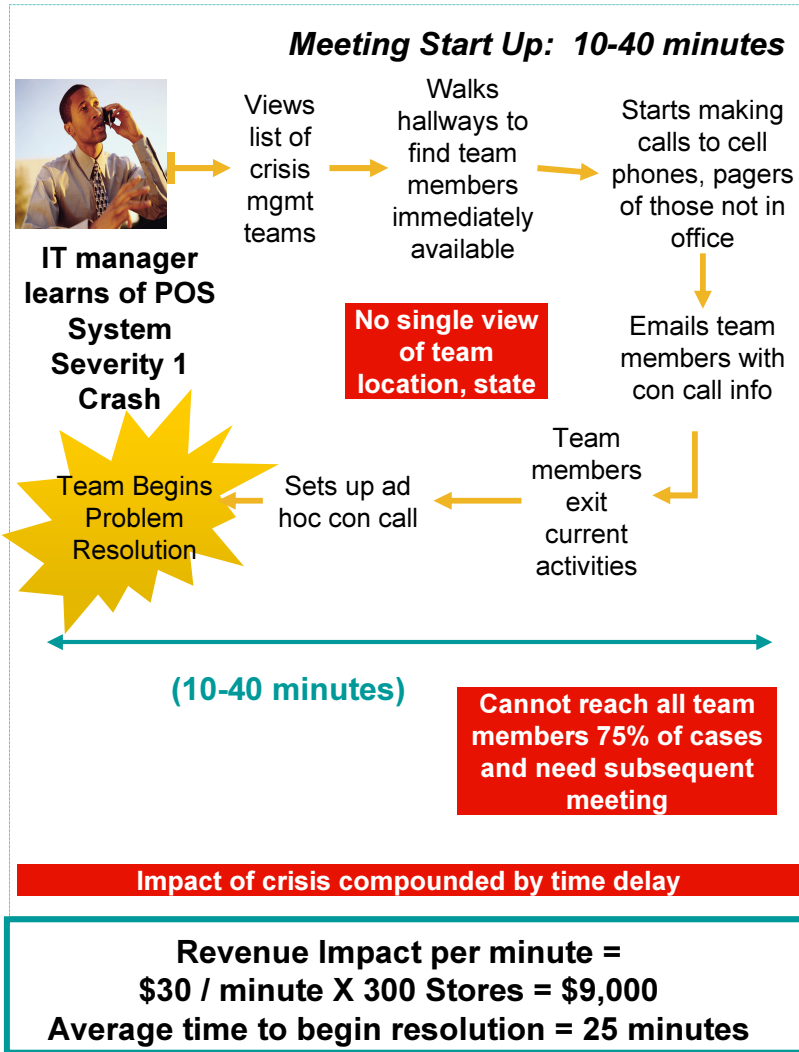 Meeting Start Up: 10-40 minutes
Views
list of
crisis
mgmt
teams
Walks
hallways to
find team
members
immediately
available
Starts making
calls to cell
phones, pagers
of those not in
office
IT manager
learns of POS
System
Severity 1
Crash
No single view
of team
location, state
Emails team
members with
con call info
Team
members
exit
current
activities
Sets up ad
hoc con call
Team Begins
Problem
Resolution
(10-40 minutes)
Cannot reach all team
members 75% of cases
and need subsequent
meeting
Impact of crisis compounded by time delay
Revenue Impact per minute =
$30 / minute X 300 Stores = $9,000
Average time to begin resolution = 25 minutes